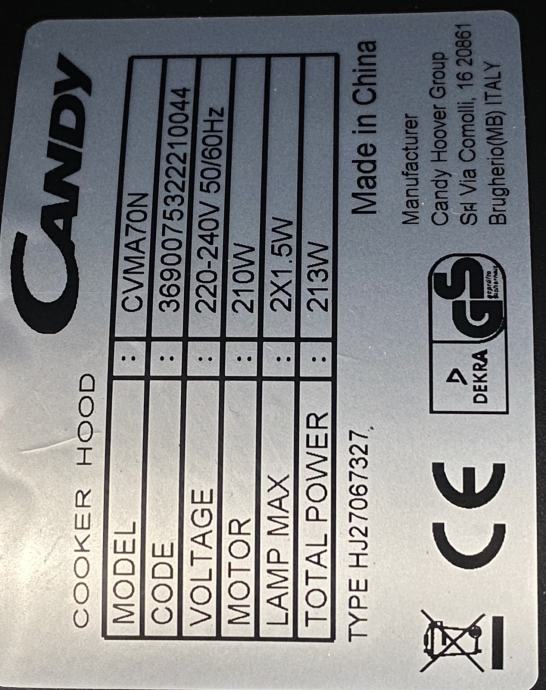 CANDY
COOKER HOOD
MODEL : CVMA70N
CODE : 3690075322210044
VOLTAGE : 220-240V 50/60Hz
MOTOR : 210W
LAMP MAX : 2X1.5W
TOTAL POWER : 213W
TYPE HJ27067327
Made in China
CE
DEKRA
GS
Manufacturer
Candy Hoover Group
Srl Via Comolli, 16 20861
Brugherio(MB) ITALY